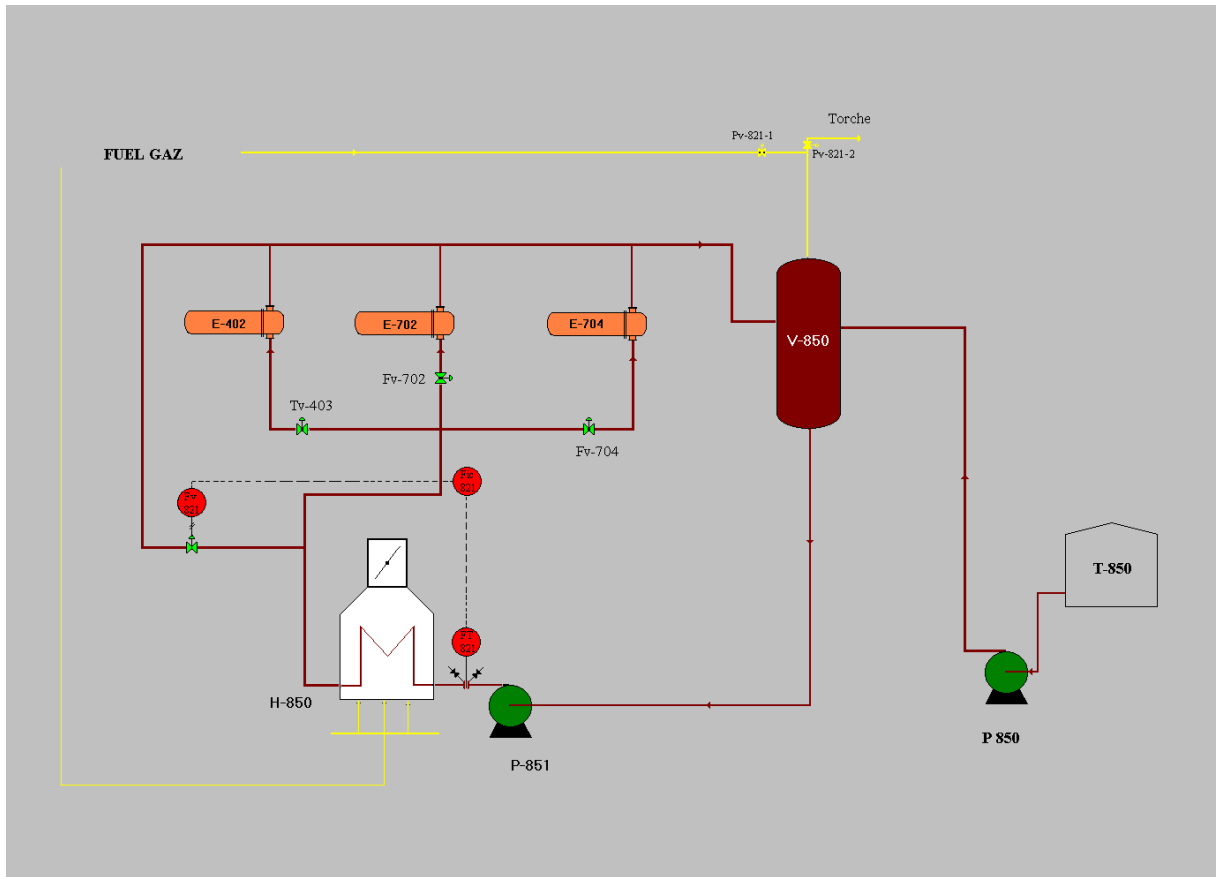 Torche
Pv-821-1
FUEL GAZ
Pv-821-2
E-402
E-702
E-704
V-850
Fv-702
Tv-403
Fv-704
Fic
821
Fv
821
T-850
FT
821
H-850
P 850
P-851